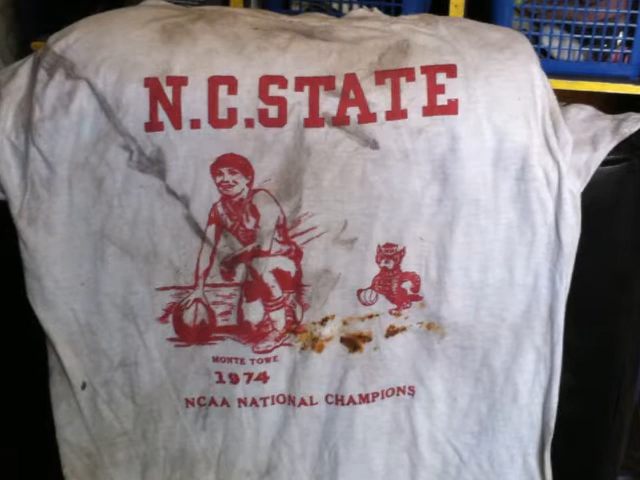 N.C.STATE
MONTE TOWE
1974
NCAA NATIONAL CHAMPIONS